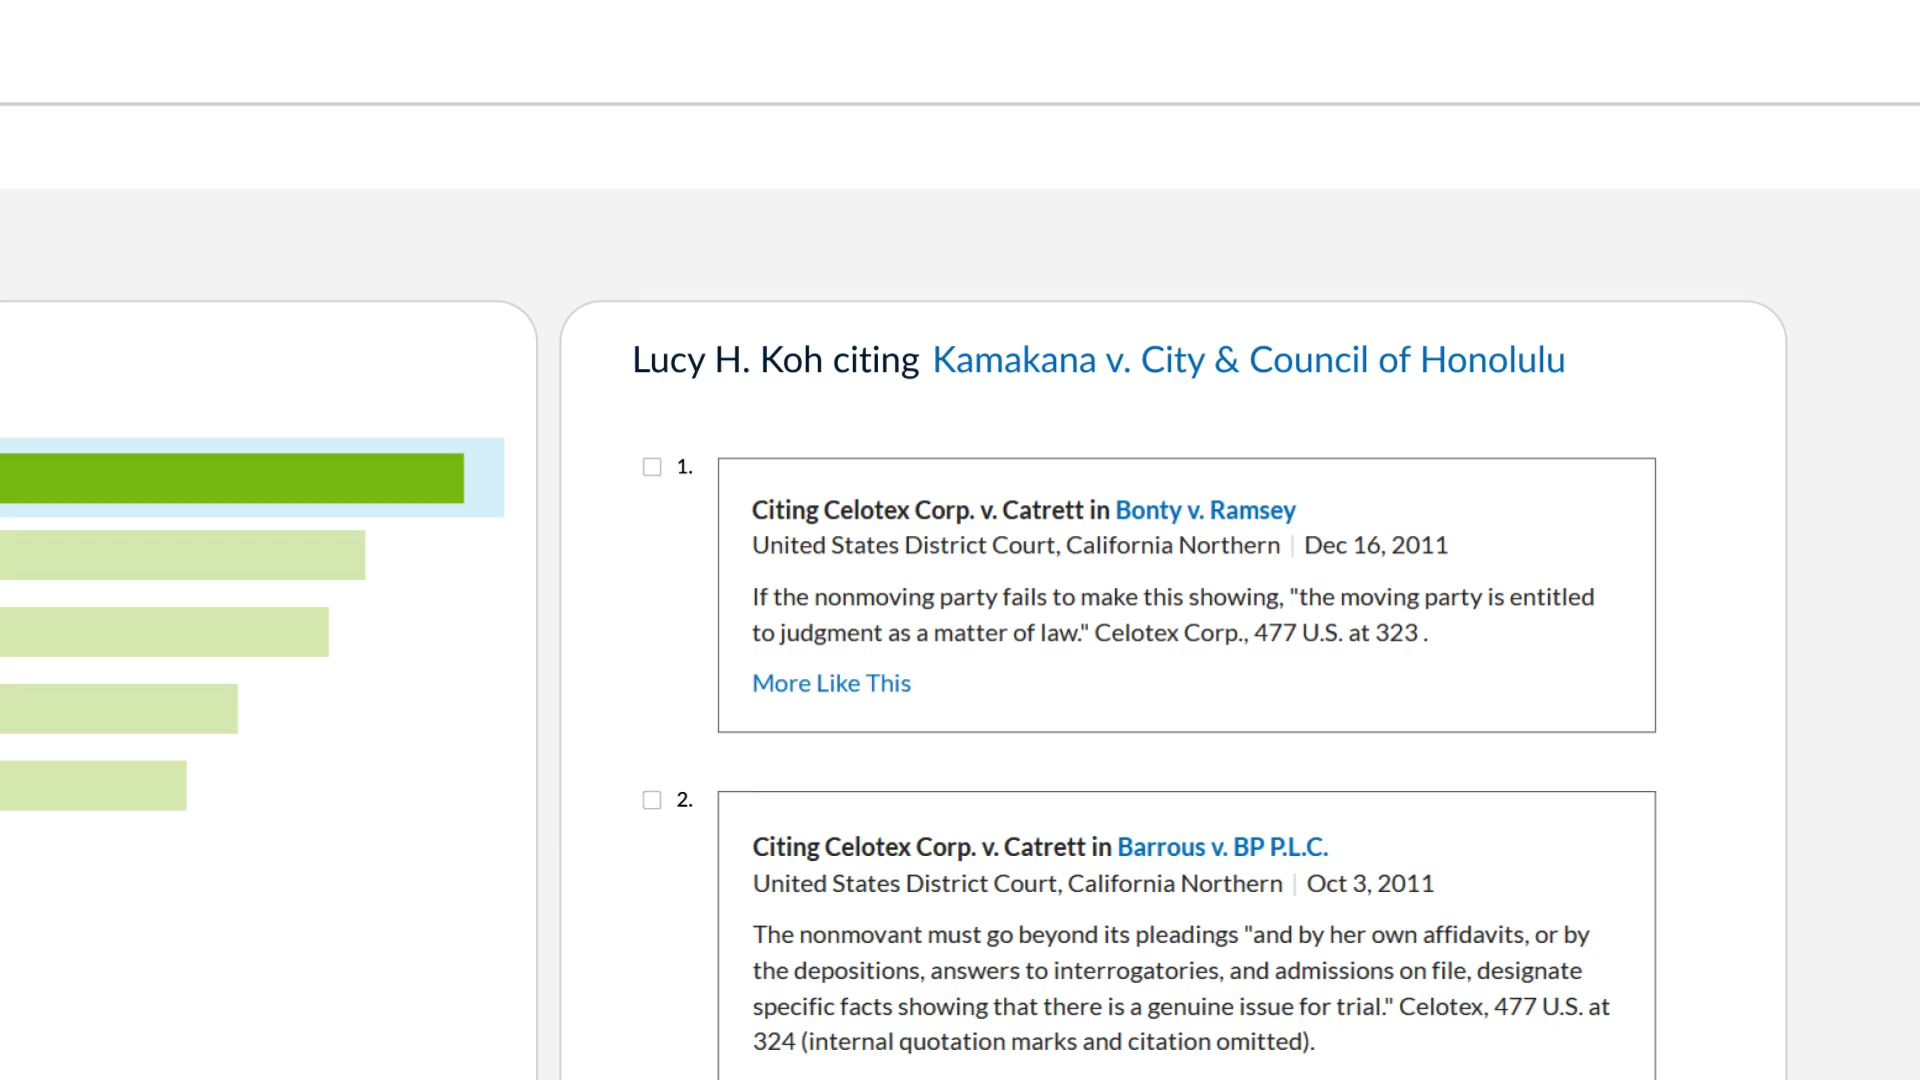 Lucy H. Koh citing Kamakana v. City & Council of Honolulu
1.
Citing Celotex Corp. v. Catrett in Bonty v. Ramsey
United States District Court, California Northern | Dec 16, 2011
If the nonmoving party fails to make this showing, "the moving party is entitled
to judgment as a matter of law." Celotex Corp., 477 U.S. at 323 .
More Like This
2.
Citing Celotex Corp. v. Catrett in Barrous v. BP P.L.C.
United States District Court, California Northern | Oct 3, 2011
The nonmovant must go beyond its pleadings "and by her own affidavits, or by
the depositions, answers to interrogatories, and admissions on file, designate
specific facts showing that there is a genuine issue for trial." Celotex, 477 U.S. at
324 (internal quotation marks and citation omitted).